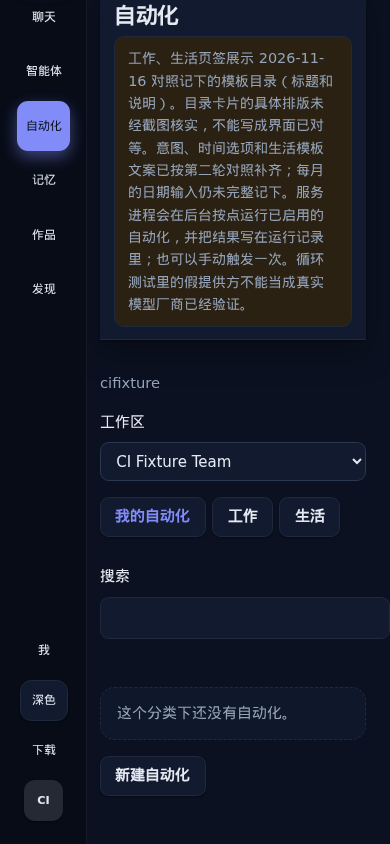 聊天
智能体
自动化
记忆
作品
发现
我
深色
下载
CI
自动化
工作、生活页签展示 2026-11-
16 对照记下的模板目录（标题和
说明）。目录卡片的具体排版未
经截图核实，不能写成界面已对
等。意图、时间选项和生活模板
文案已按第二轮对照补齐；每月
的日期输入仍未完整记下。服务
进程会在后台按点运行已启用的
自动化，并把结果写在运行记录
里；也可以手动触发一次。循环
测试里的假提供方不能当成真实
模型厂商已经验证。
cifixture
工作区
CI Fixture Team
我的自动化 工作 生活
搜索
这个分类下还没有自动化。
新建自动化